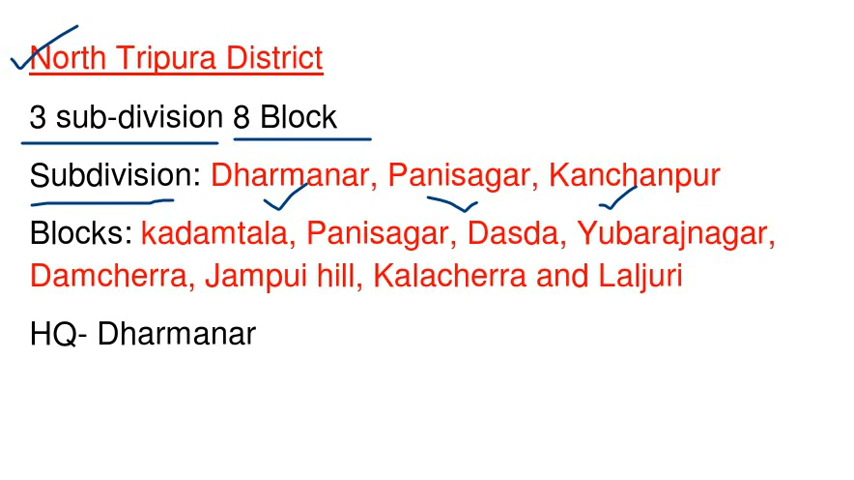 North Tripura District
3 sub-division 8 Block
Subdivision: Dharmanar, Panisagar, Kanchanpur
Blocks: kadamtala, Panisagar, Dasda, Yubarajnagar,
Damcherra, Jampui hill, Kalacherra and Laljuri
HQ- Dharmanar